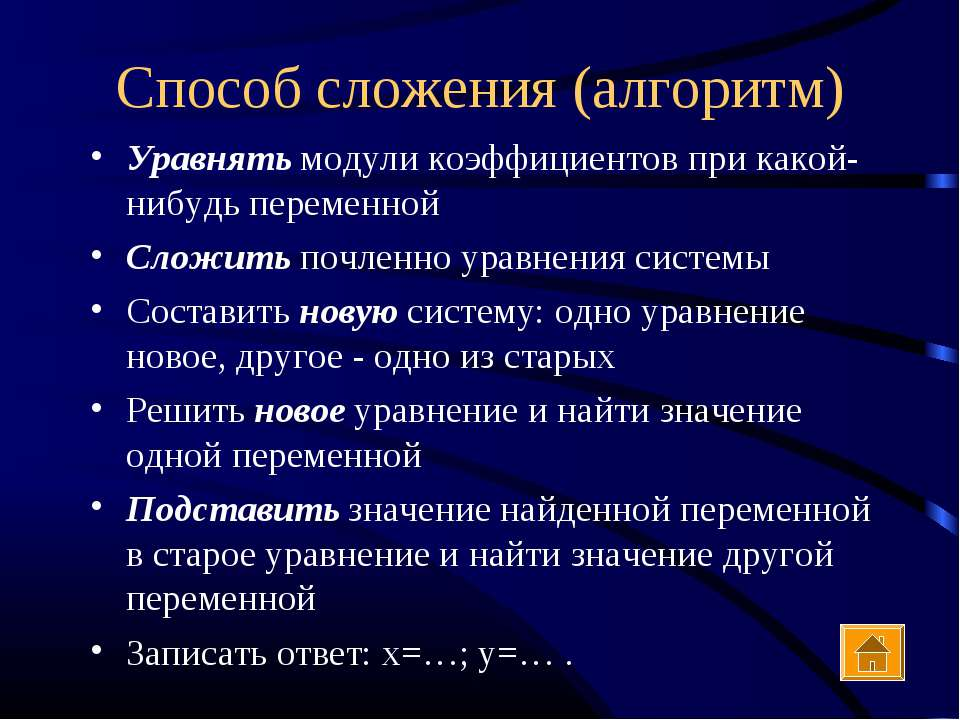 Способ сложения (алгоритм)
• Уравнять модули коэффициентов при какой-
нибудь переменной
• Сложить почленно уравнения системы
• Составить новую систему: одно уравнение
новое, другое - одно из старых
• Решить новое уравнение и найти значение
одной переменной
• Подставить значение найденной переменной
в старое уравнение и найти значение другой
переменной
• Записать ответ: х=…; у=… .